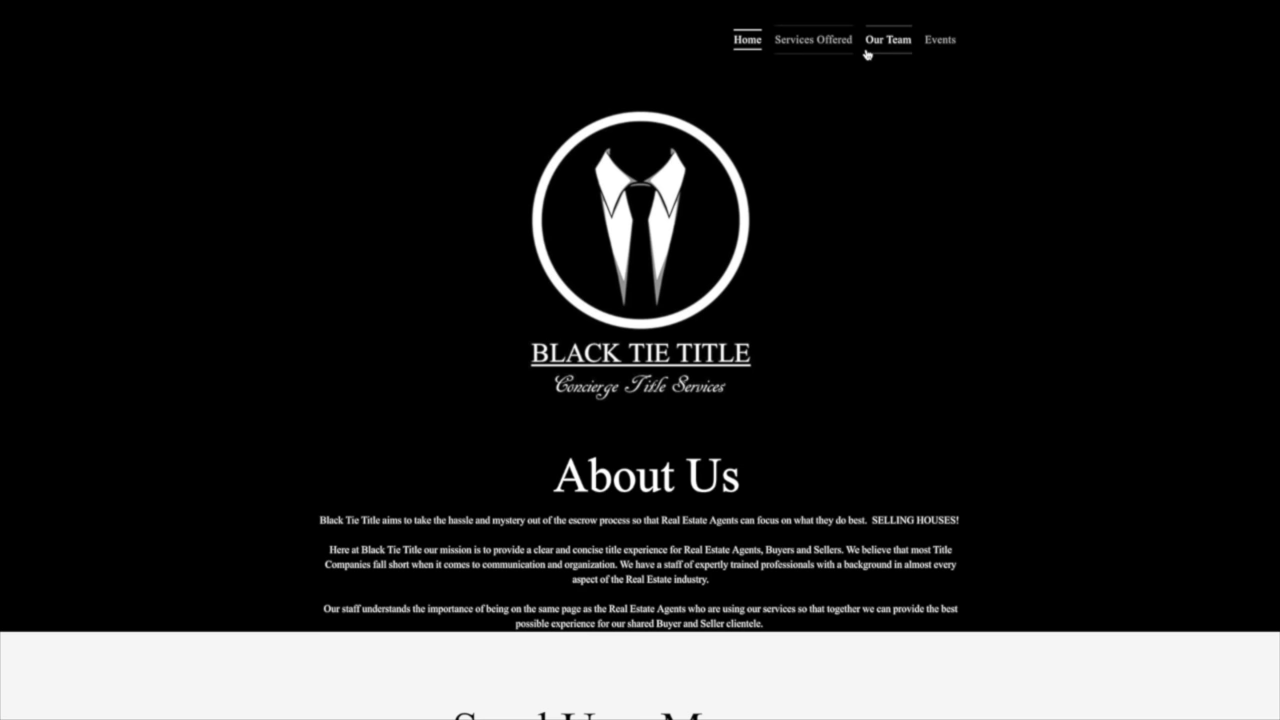 Home Services Offered Our Team Events
BLACK TIE TITLE
Concierge Title Services
About Us
Black Tie Title aims to take the hassle and mystery out of the escrow process so that Real Estate Agents can focus on what they do best. SELLING HOUSES!
Here at Black Tie Title our mission is to provide a clear and concise title experience for Real Estate Agents, Buyers and Sellers. We believe that most Title
Companies fall short when it comes to communication and organization. We have a staff of expertly trained professionals with a background in almost every
aspect of the Real Estate industry.
Our staff understands the importance of being on the same page as the Real Estate Agents who are using our services so that together we can provide the best
possible experience for our shared Buyer and Seller clientele.